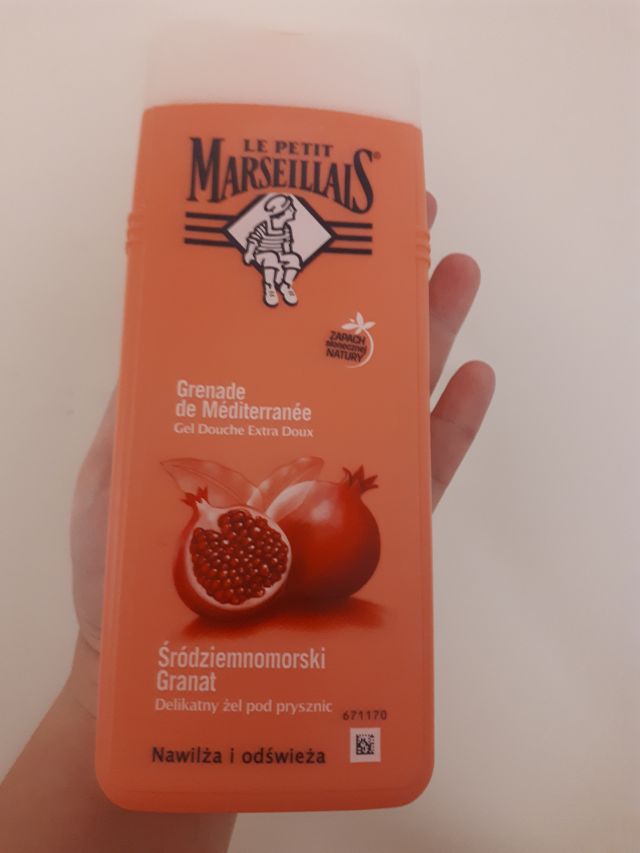 LE PETIT
MARSEILLAIS®
ZAPACH
słonecznej
NATURY
Grenade
de Méditerranée
Gel Douche Extra Doux
Śródziemnomorski
Granat
Delikatny żel pod prysznic
671170
Nawilża i odświeża